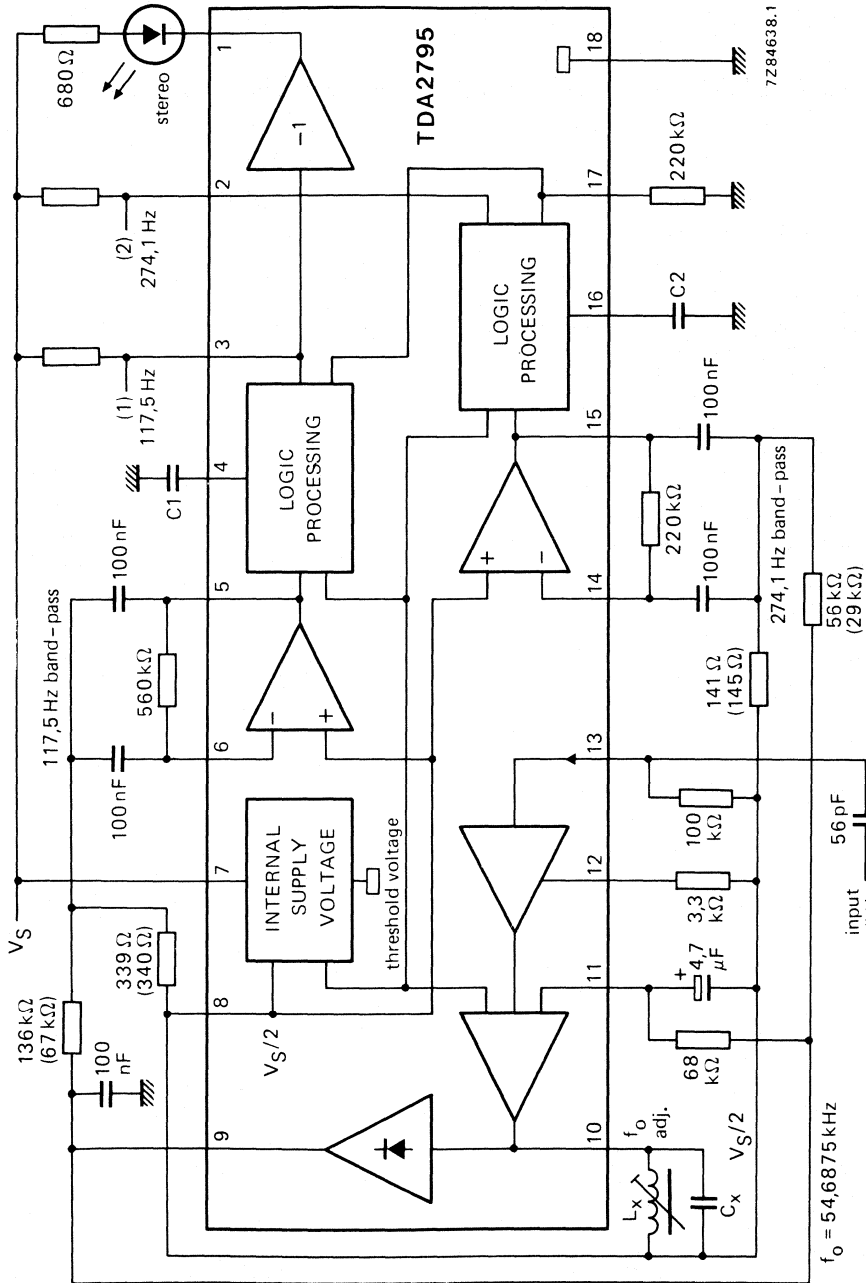 V_S
680 Ω
stereo
(2)
274,1 Hz
(1)
117,5 Hz
C1
117,5 Hz band-pass
100 nF
560 kΩ
100 nF
339 Ω
(340 Ω)
136 kΩ
(67 kΩ)
100
nF
1
2
3
4
5
6
7
8
9
TDA2795
-1
LOGIC
PROCESSING
-
+
INTERNAL
SUPPLY
VOLTAGE
V_S/2
threshold voltage
LOGIC
PROCESSING
+
-
18
17
16
15
14
13
12
11
10
220 kΩ
C2
100 nF
220 kΩ
100 nF
274,1 Hz band-pass
56 kΩ
(29 kΩ)
141 Ω
(145 Ω)
100
kΩ
3,3
kΩ
+
4,7
μF
68
kΩ
56 pF
input
f_o
adj.
L_x
C_x
V_S/2
f_o = 54,6875 kHz
7Z84638.1